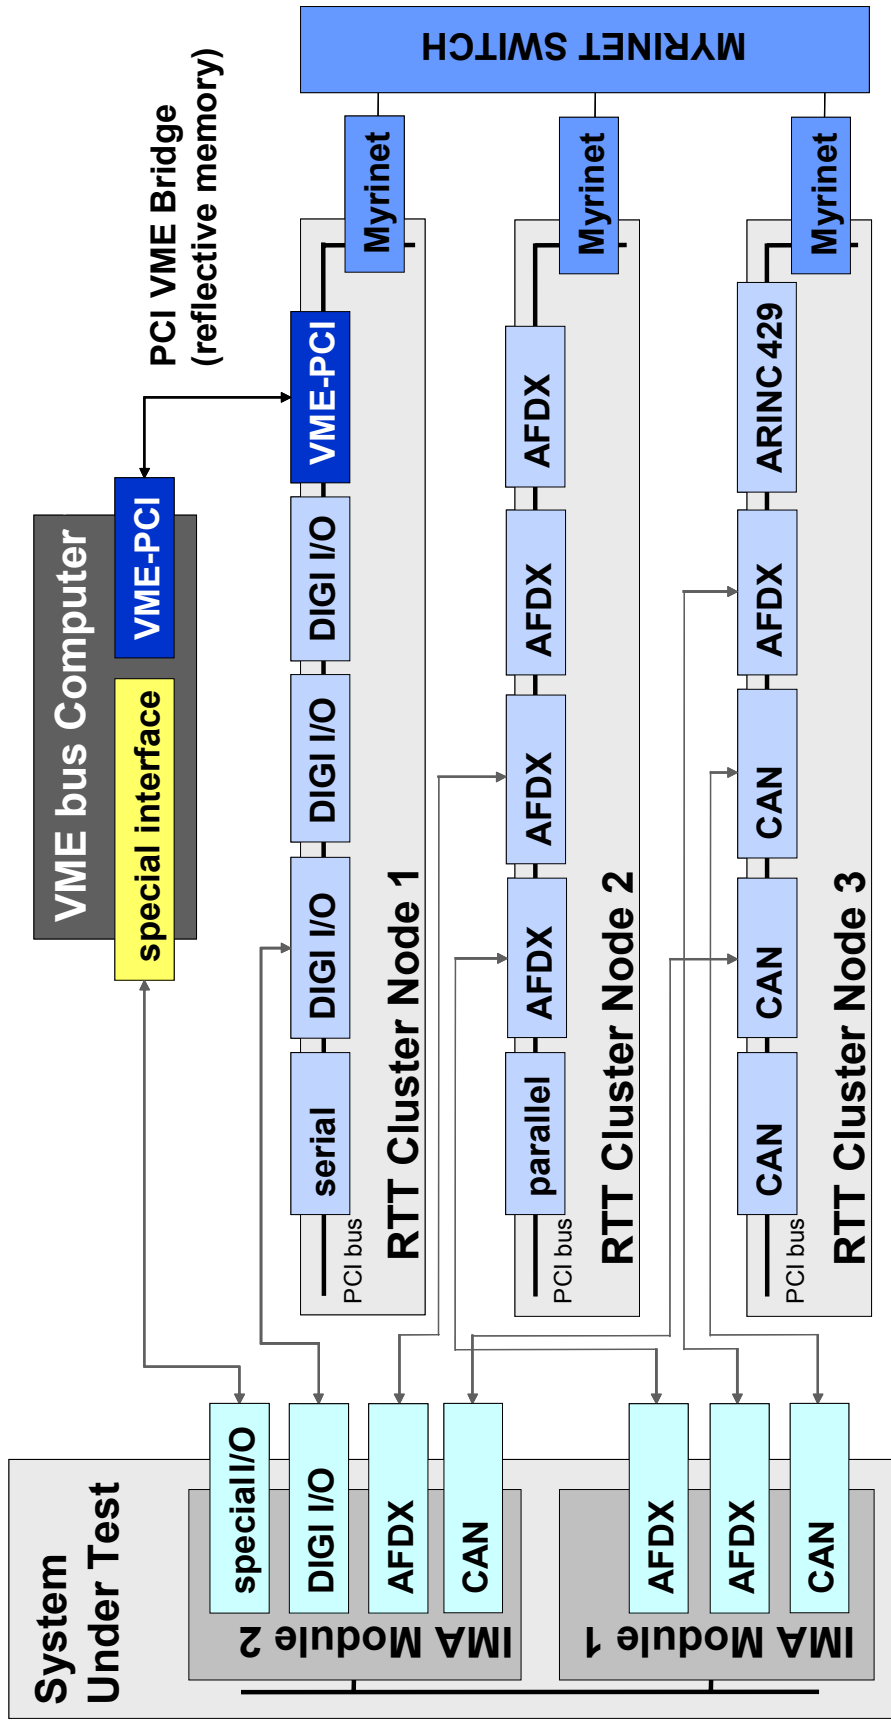 System
Under Test
IMA Module 2
special I/O
DIGI I/O
AFDX
CAN
IMA Module 1
AFDX
AFDX
CAN
VME bus Computer
special interface
VME-PCI
PCI VME Bridge
(reflective memory)
serial
DIGI I/O
DIGI I/O
DIGI I/O
VME-PCI
Myrinet
PCI bus
RTT Cluster Node 1
parallel
AFDX
AFDX
AFDX
AFDX
Myrinet
PCI bus
RTT Cluster Node 2
CAN
CAN
CAN
AFDX
ARINC 429
Myrinet
PCI bus
RTT Cluster Node 3
MYRINET SWITCH